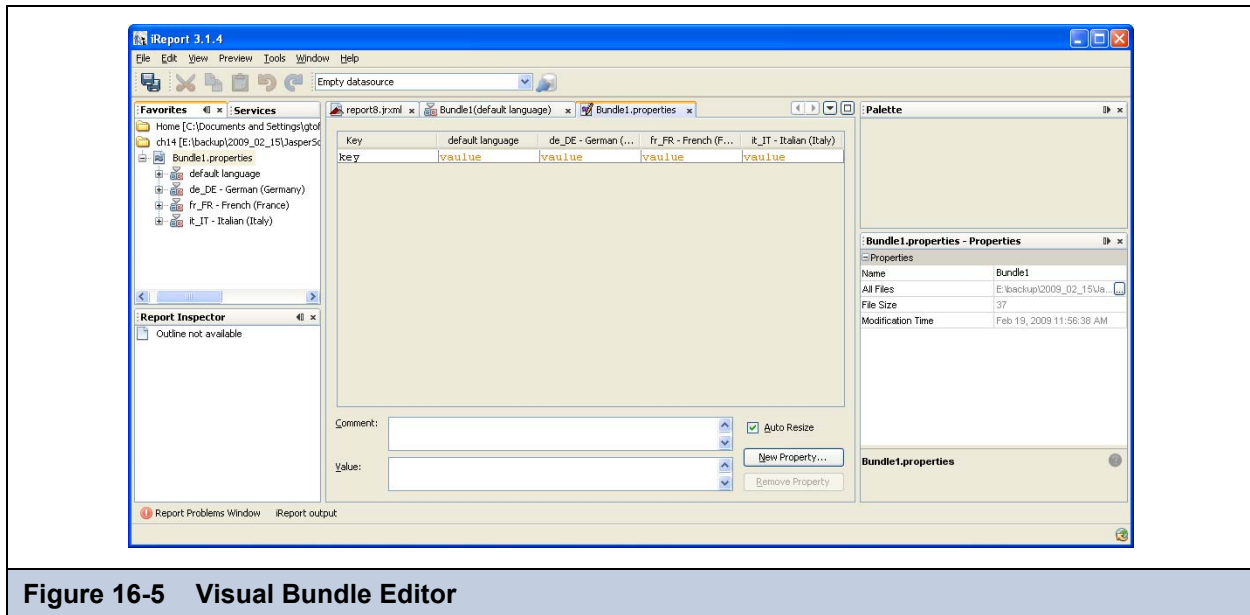 iReport 3.1.4
File Edit View Preview Tools Window Help
Empty datasource
Favorites Services
Home [C:\Documents and Settings\gtof
ch14 [E:\backup\2009_02_15\JasperSo
Bundle1.properties
default language
de_DE - German (Germany)
fr_FR - French (France)
it_IT - Italian (Italy)
Report Inspector
Outline not available
report8.jrxml Bundle1(default language) Bundle1.properties
Key default language de_DE - German (... fr_FR - French (F... it_IT - Italian (Italy)
key vaulue vaulue vaulue vaulue
Comment:
Auto Resize
Value:
New Property...
Remove Property
Palette
Bundle1.properties - Properties
Properties
Name Bundle1
All Files E:\backup\2009_02_15\Ja... ...
File Size 37
Modification Time Feb 19, 2009 11:56:38 AM
Bundle1.properties
Report Problems Window iReport output
Figure 16-5 Visual Bundle Editor